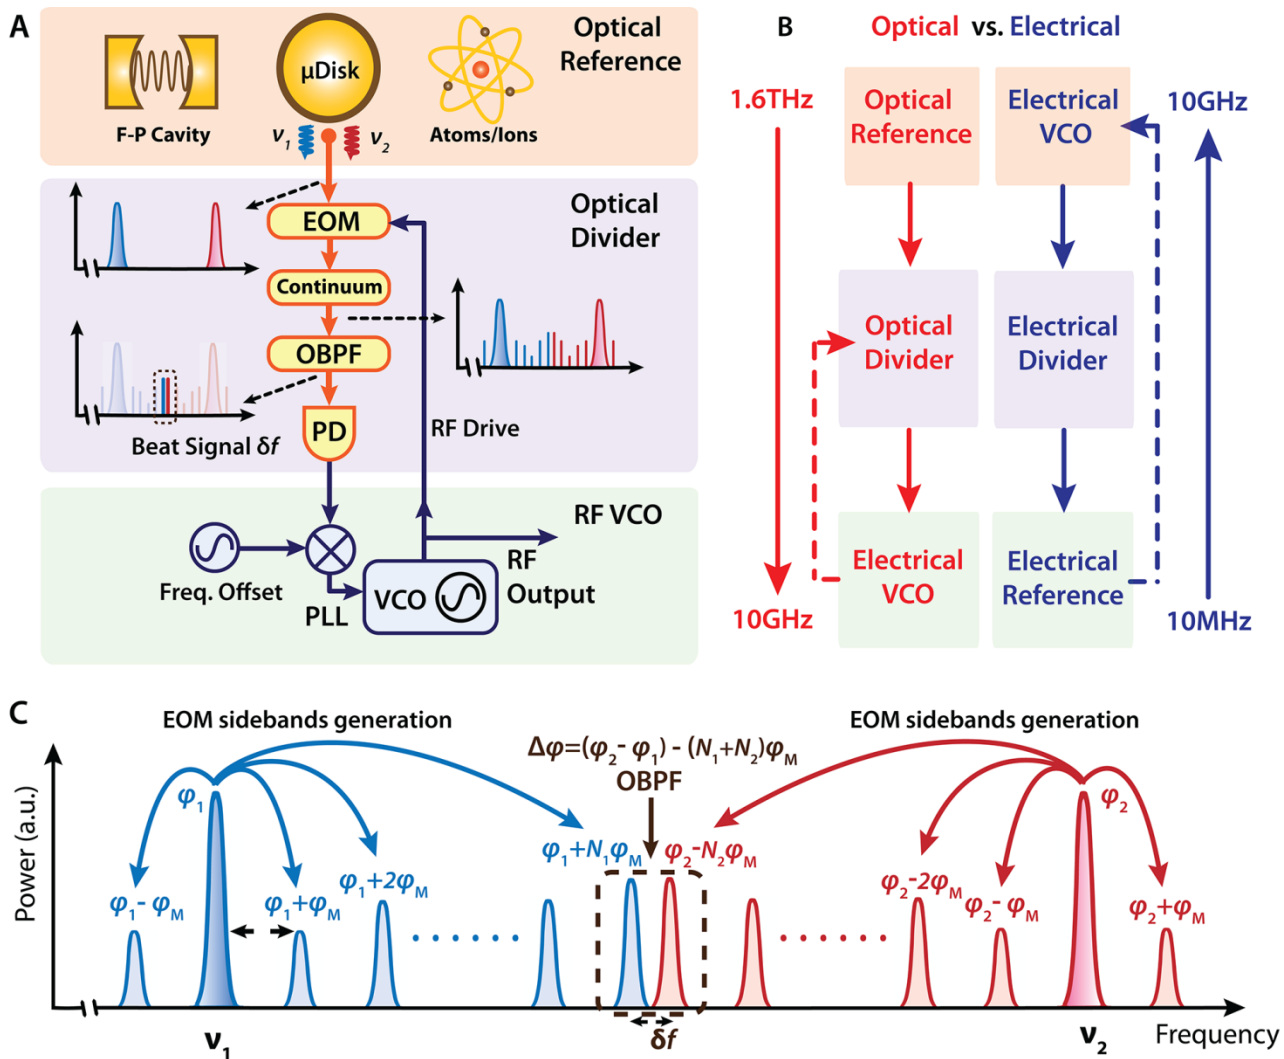 A
Optical
Reference
F-P Cavity
μDisk
ν1
ν2
Atoms/Ions
Optical
Divider
EOM
Continuum
OBPF
PD
Beat Signal δf
RF Drive
RF VCO
Freq. Offset
PLL
VCO
RF
Output
B
Optical vs. Electrical
1.6THz
Optical
Reference
Electrical
VCO
10GHz
Optical
Divider
Electrical
Divider
Electrical
VCO
Electrical
Reference
10GHz
10MHz
C
EOM sidebands generation
EOM sidebands generation
Δφ=(φ2- φ1) - (N1+N2)φM
OBPF
Power (a.u.)
φ1
φ2
φ1- φM
φ1+φM
φ1+2φM
φ1+N1φM
φ2-N2φM
φ2-2φM
φ2- φM
φ2+φM
ν1
δf
ν2
Frequency